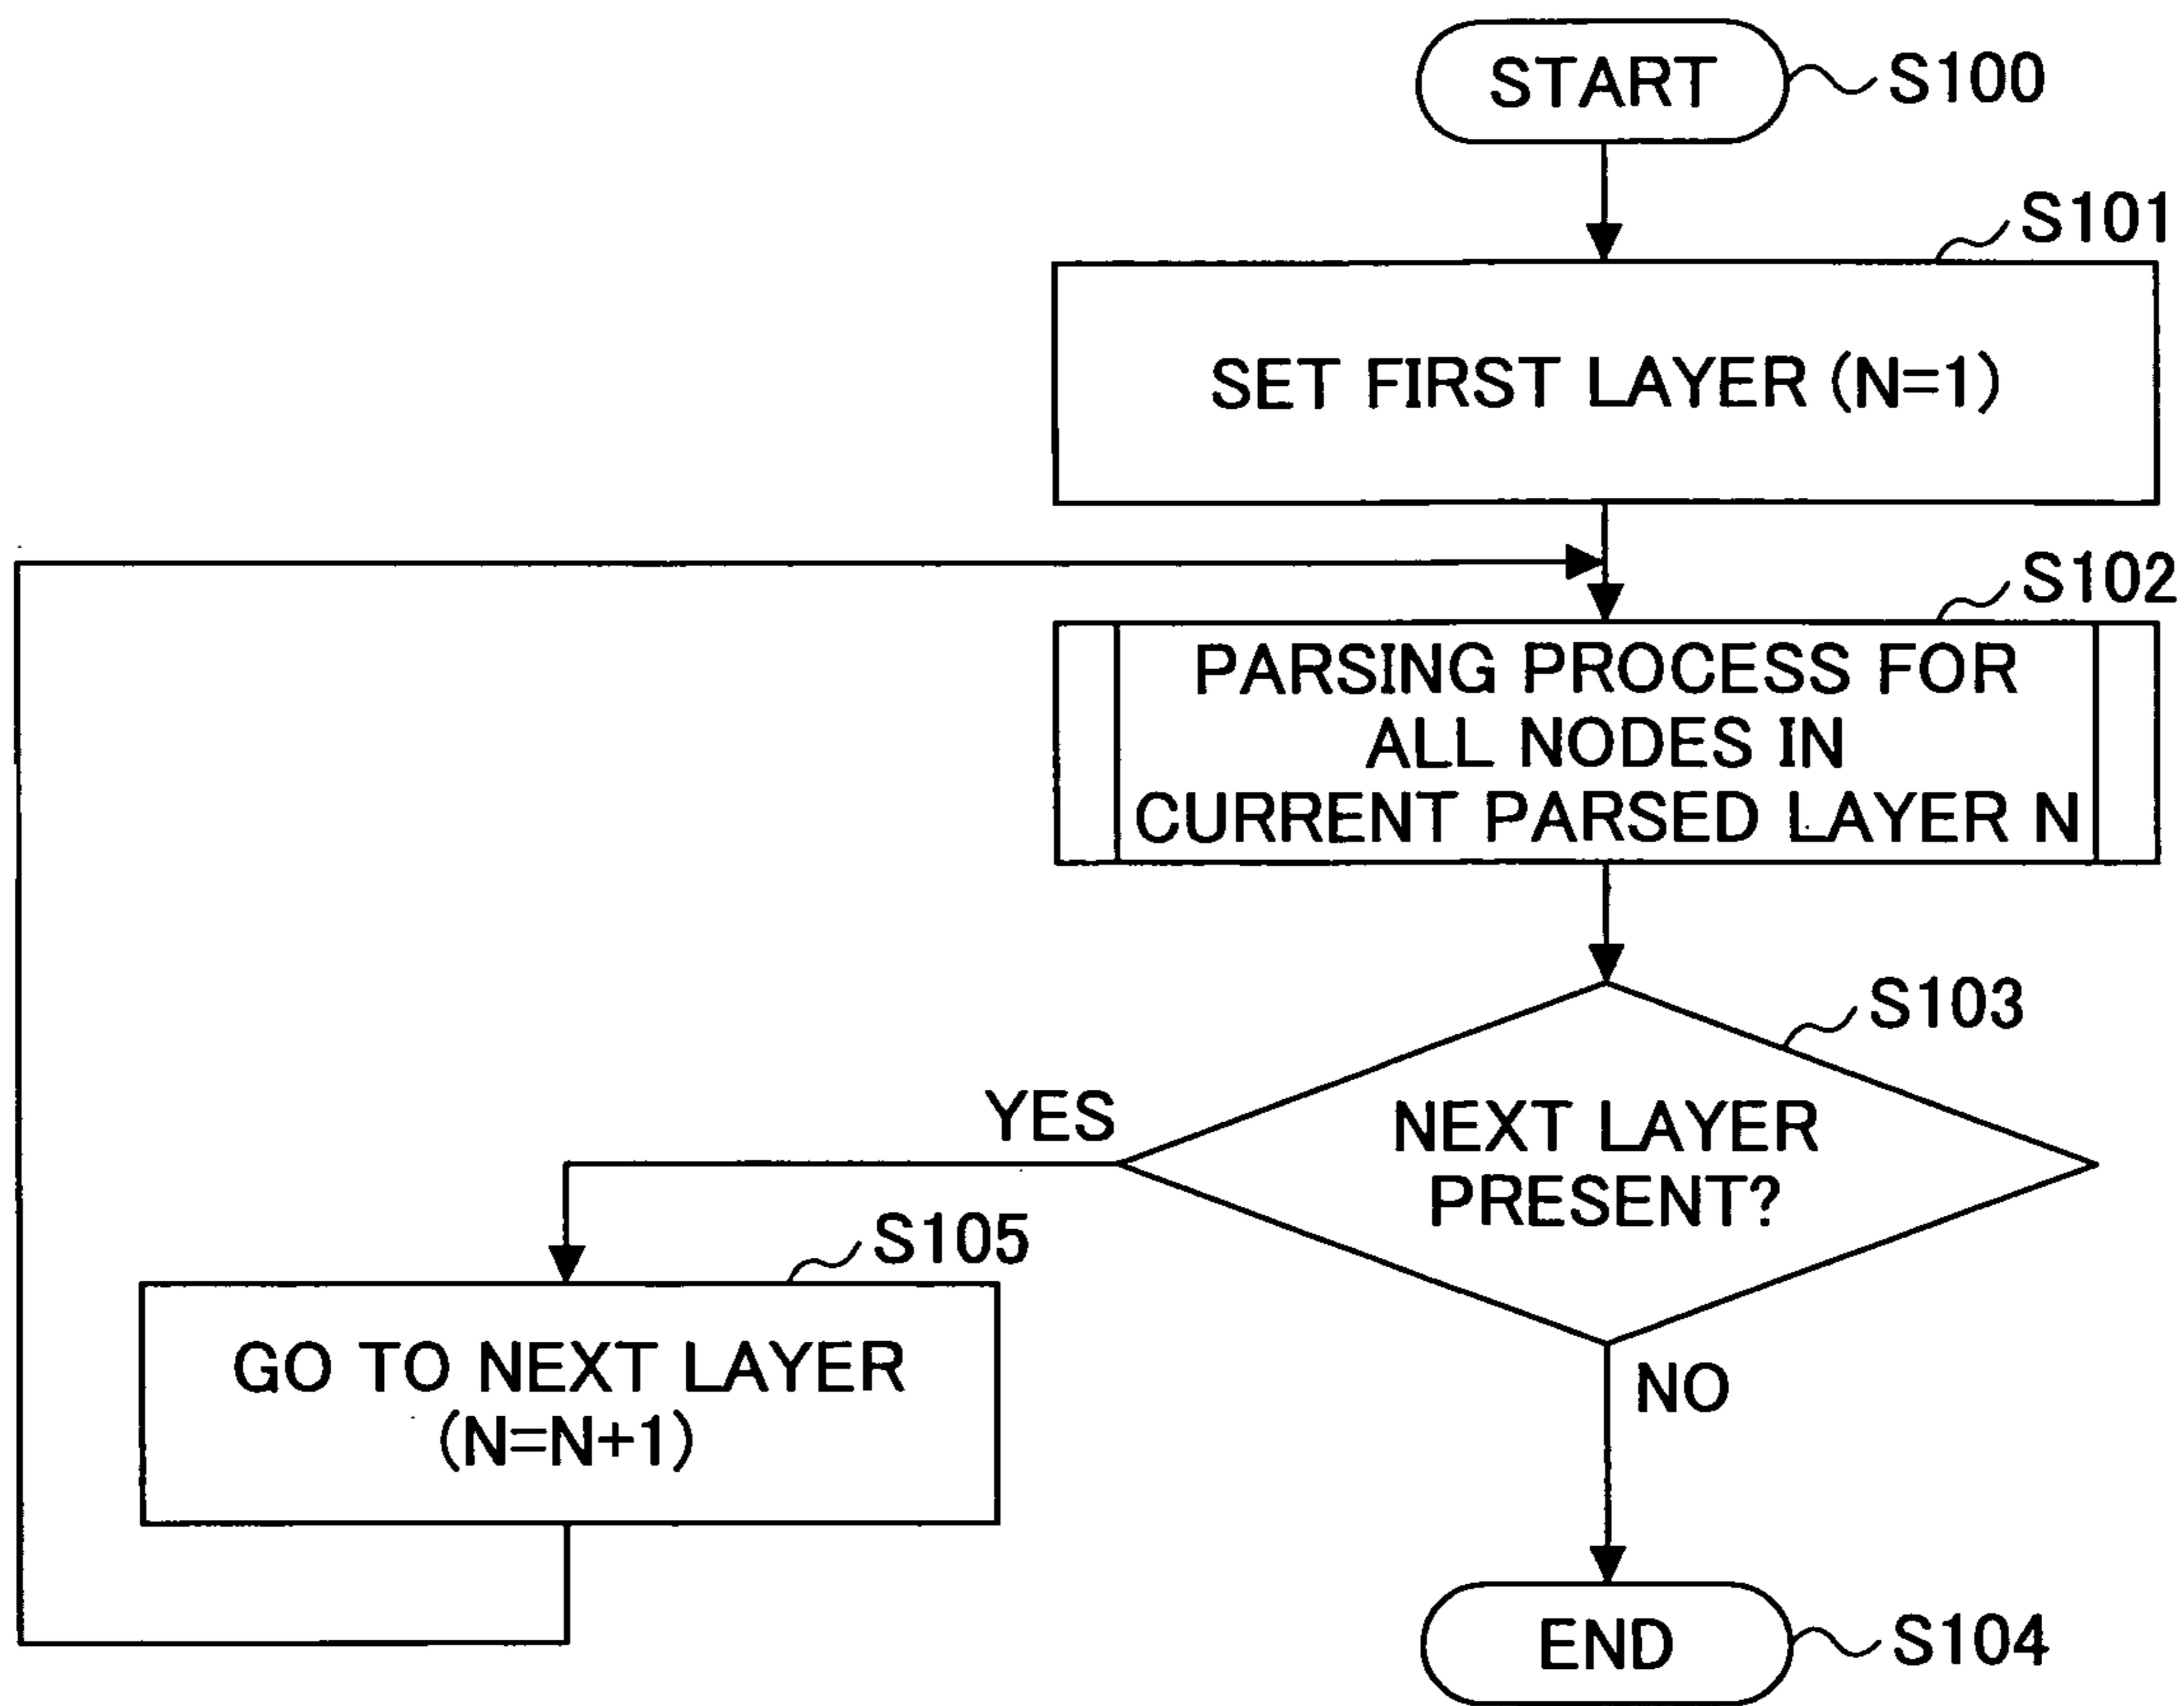 START
S100
S101
SET FIRST LAYER (N=1)
S102
PARSING PROCESS FOR
ALL NODES IN
CURRENT PARSED LAYER N
S103
NEXT LAYER
PRESENT?
YES
S105
GO TO NEXT LAYER
(N=N+1)
NO
END
S104